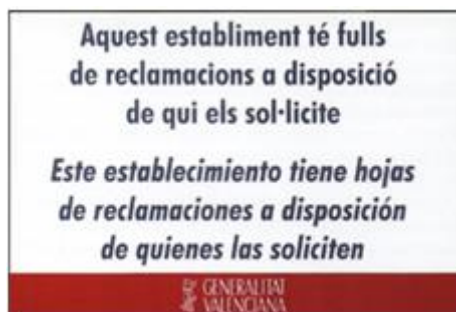 Aquest establiment té fulls
de reclamacions a disposició
de qui els sol·licite
Este establecimiento tiene hojas
de reclamaciones a disposición
de quienes las soliciten
GENERALITAT
VALENCIANA